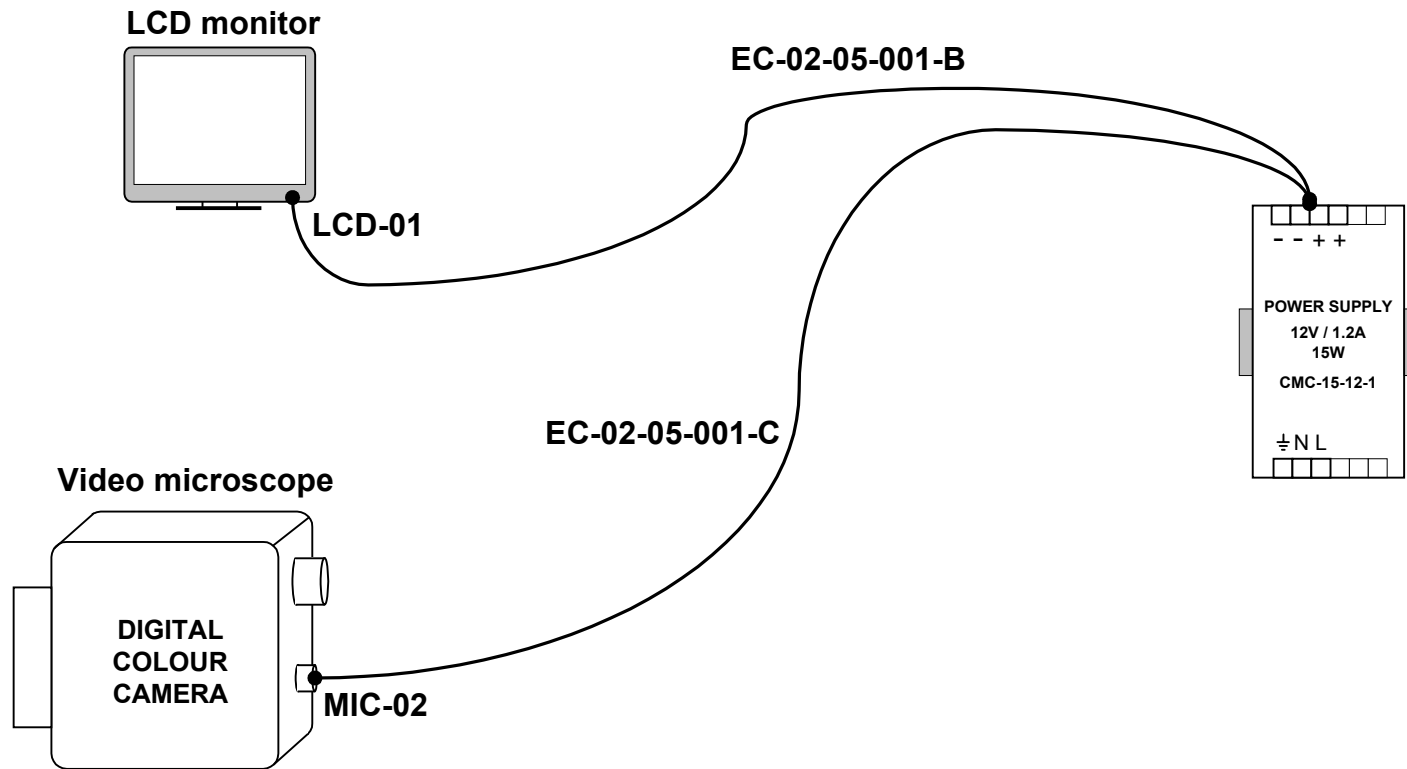 LCD monitor
EC-02-05-001-B
LCD-01
- - + +
POWER SUPPLY
12V / 1.2A
15W
CMC-15-12-1
EC-02-05-001-C
⏚ N L
Video microscope
DIGITAL
COLOUR
CAMERA
MIC-02